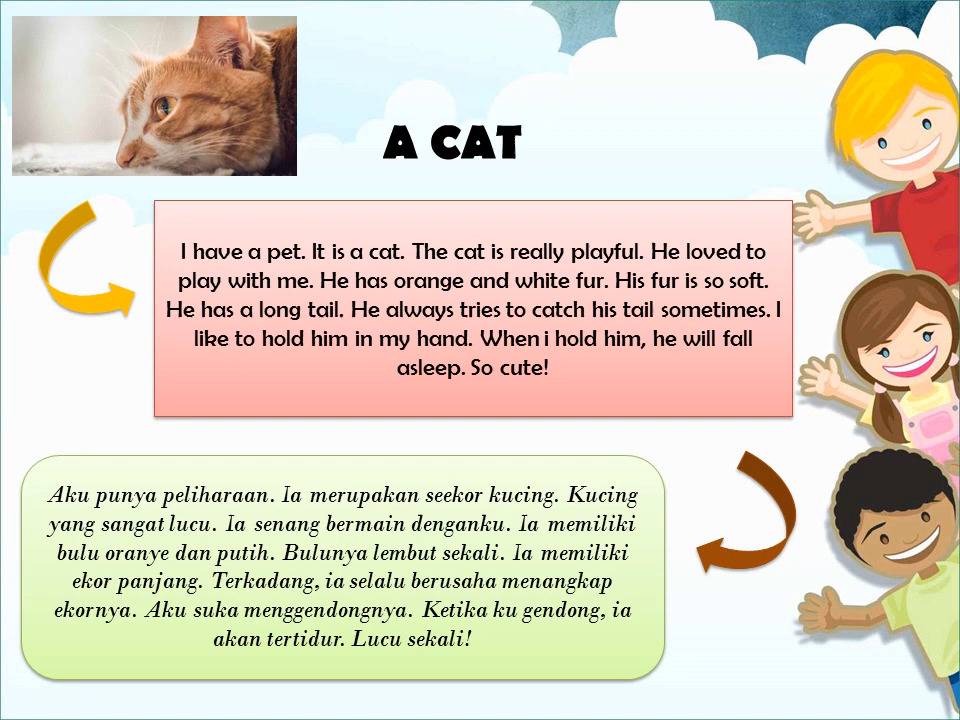 A CAT
I have a pet. It is a cat. The cat is really playful. He loved to
play with me. He has orange and white fur. His fur is so soft.
He has a long tail. He always tries to catch his tail sometimes. I
like to hold him in my hand. When i hold him, he will fall
asleep. So cute!
Aku punya peliharaan. Ia merupakan seekor kucing. Kucing
yang sangat lucu. Ia senang bermain denganku. Ia memiliki
bulu oranye dan putih. Bulunya lembut sekali. Ia memiliki
ekor panjang. Terkadang, ia selalu berusaha menangkap
ekornya. Aku suka menggendongnya. Ketika ku gendong, ia
akan tertidur. Lucu sekali!